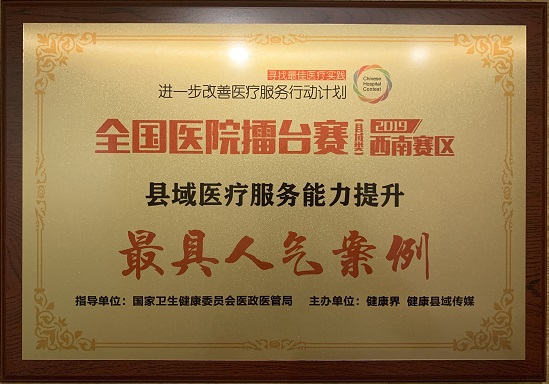 寻找最佳医疗实践
进一步改善医疗服务行动计划
Chinese
Hospital
Contest
全国医院擂台赛(县域类)2019/西南赛区
县域医疗服务能力提升
最具人气案例
指导单位:国家卫生健康委员会医政医管局 主办单位:健康界 健康县域传媒